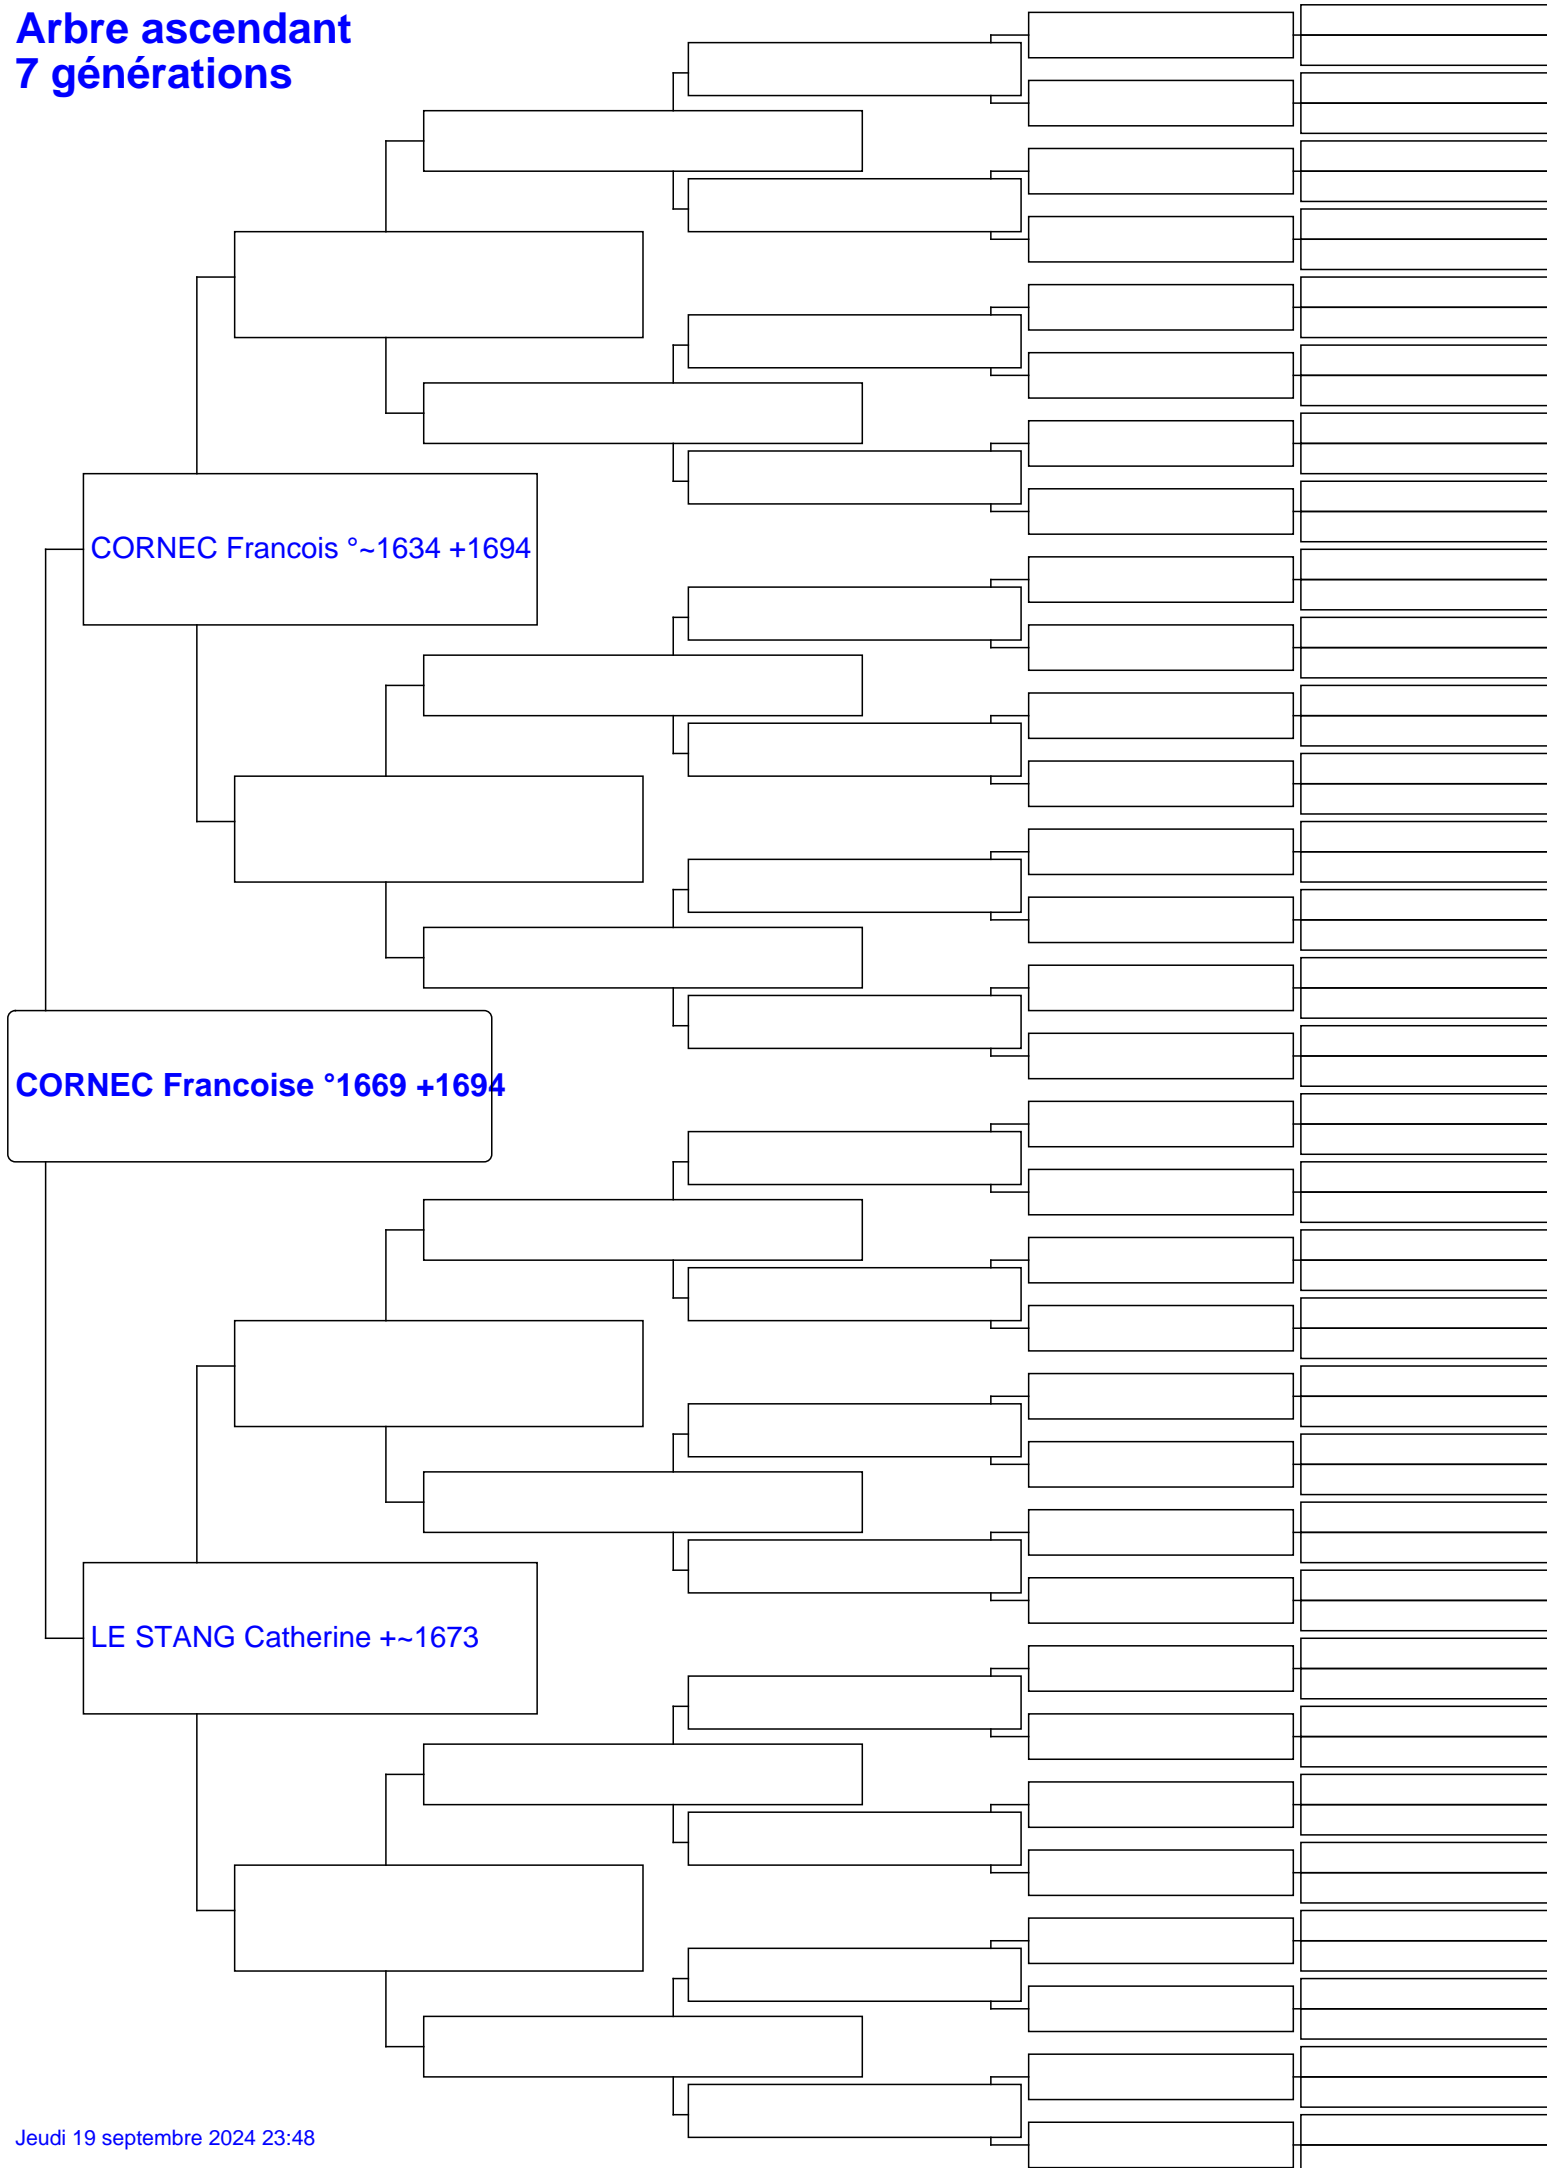 Arbre ascendant
7 générations
CORNEC Francois °~1634 +1694
CORNEC Francoise °1669 +1694
LE STANG Catherine +~1673
Jeudi 19 septembre 2024 23:48